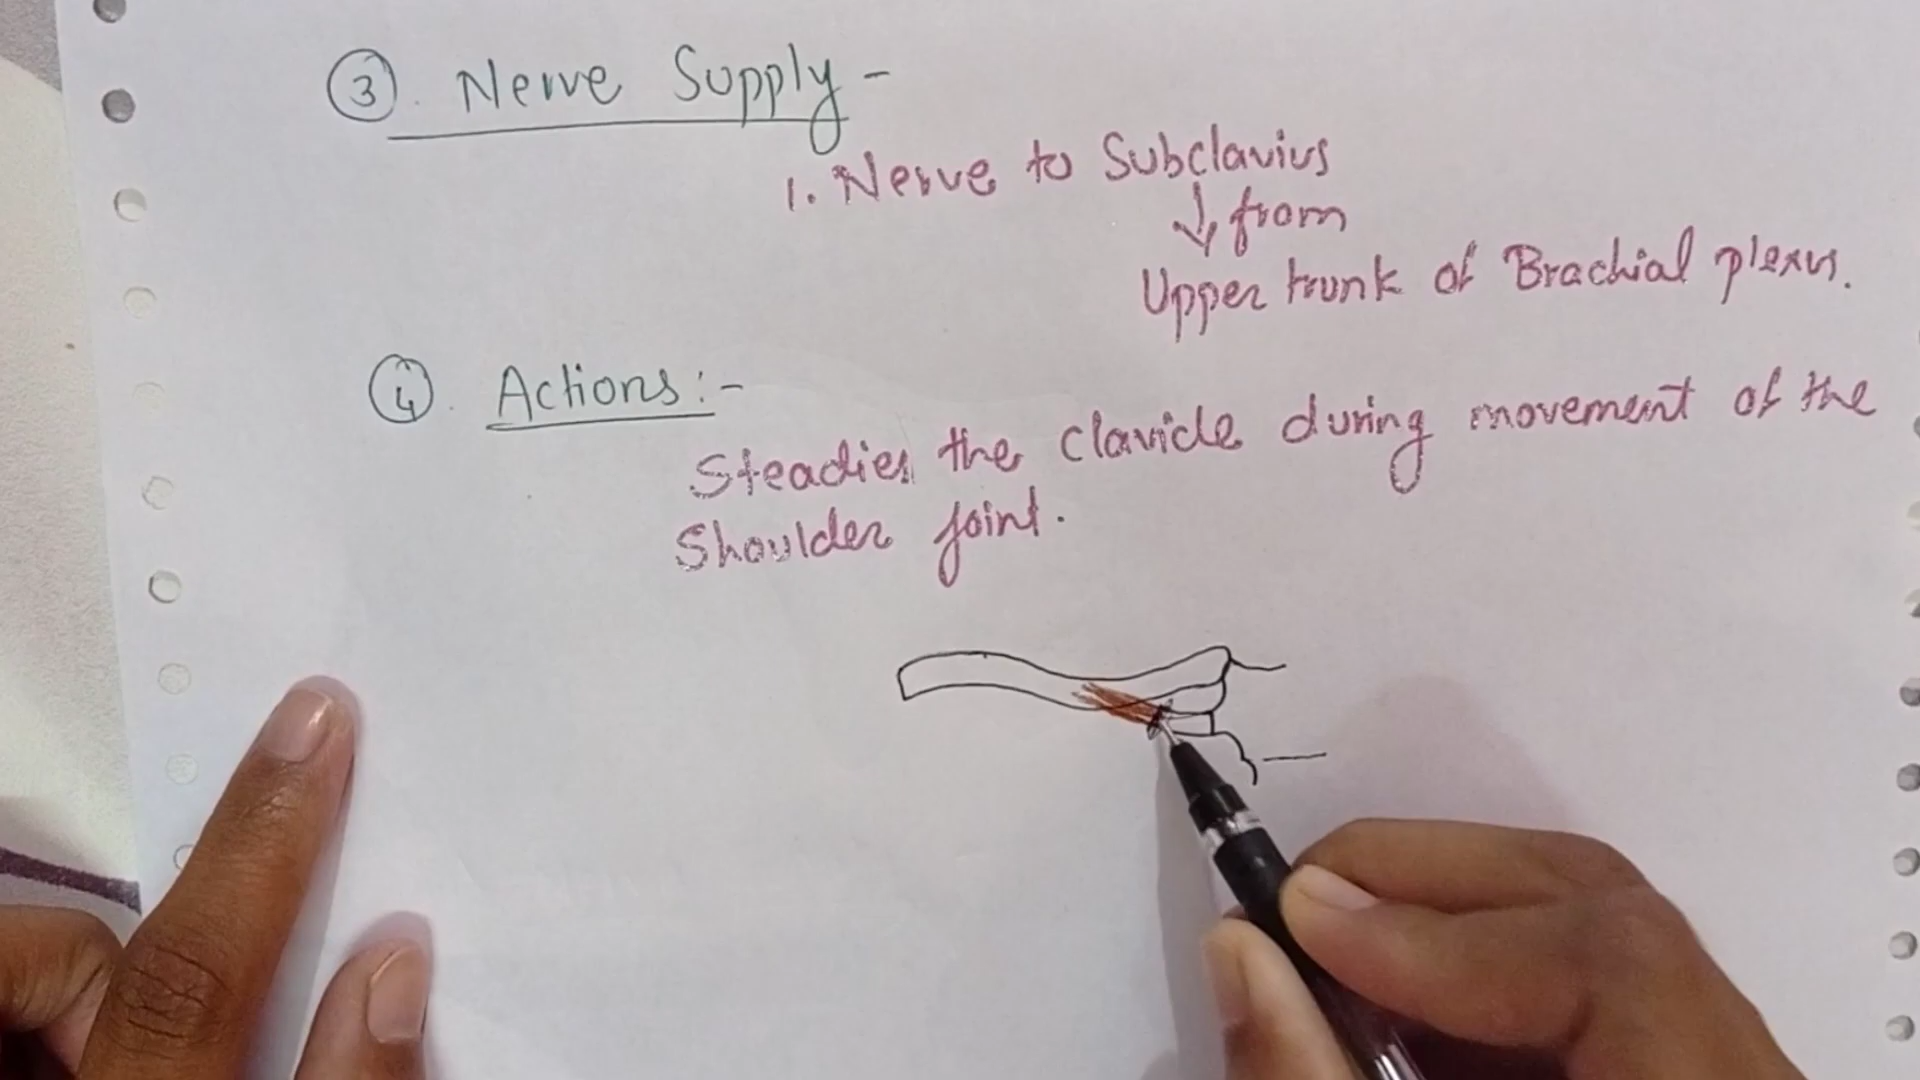 3. Nerve Supply -
1. Nerve to Subclavius
↓ from
Upper trunk of Brachial plexus.
4. Actions :-
Steadies the clavicle during movement of the
Shoulder joint.